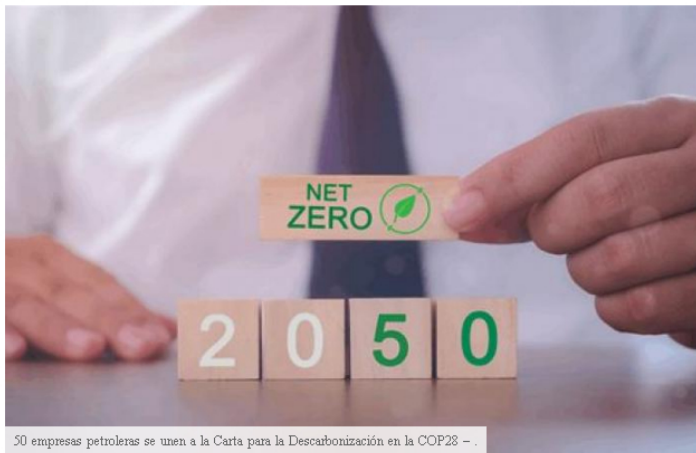 NET
ZERO
2050
50 empresas petroleras se unen a la Carta para la Descarbonización en la COP28 – .